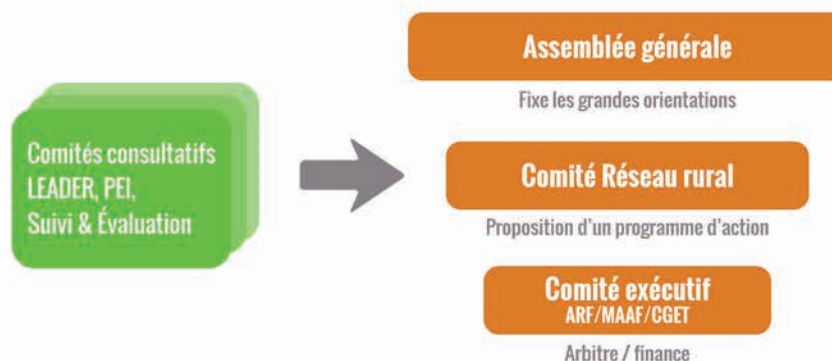 Comités consultatifs
LEADER, PEI,
Suivi & Évaluation
Assemblée générale
Fixe les grandes orientations
Comité Réseau rural
Proposition d'un programme d'action
Comité exécutif
ARF/MAAF/CGET
Arbitre / finance